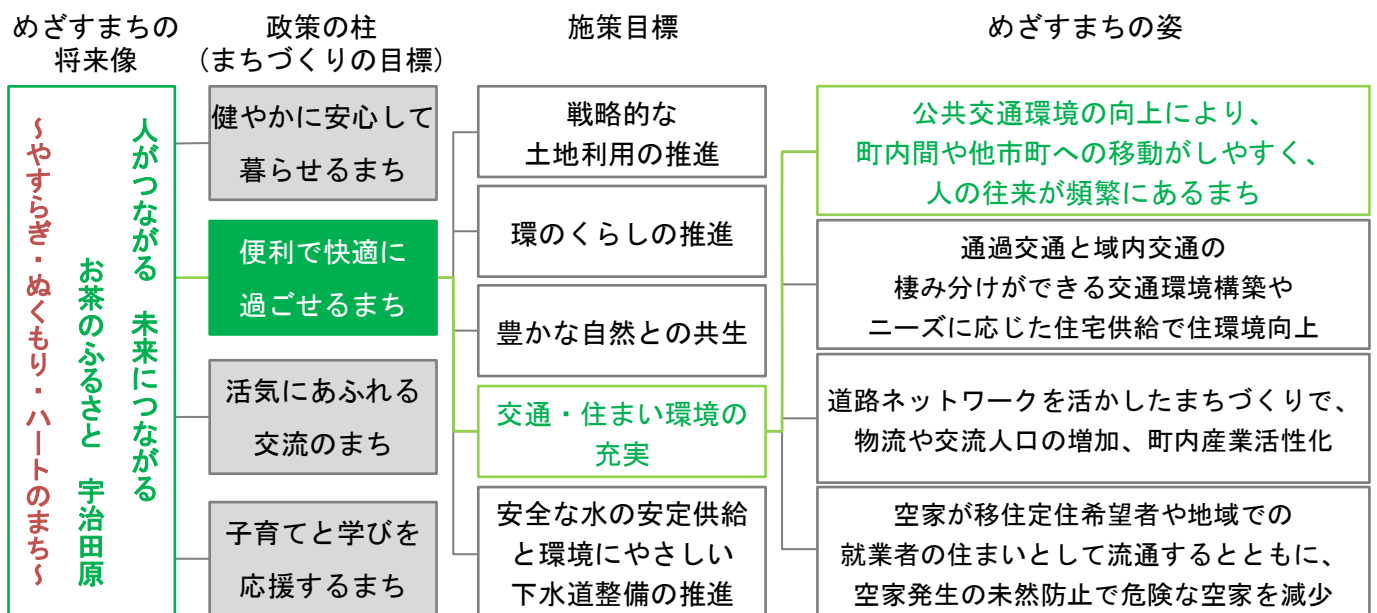 めざすまちの
将来像
政策の柱
(まちづくりの目標)
施策目標
めざすまちの姿
人がつながる　未来につながる
お茶のふるさと　宇治田原
～やすらぎ・ぬくもり・ハートのまち～
健やかに安心して
暮らせるまち
便利で快適に
過ごせるまち
活気にあふれる
交流のまち
子育てと学びを
応援するまち
戦略的な
土地利用の推進
環のくらしの推進
豊かな自然との共生
交通・住まい環境の
充実
安全な水の安定供給
と環境にやさしい
下水道整備の推進
公共交通環境の向上により、
町内間や他市町への移動がしやすく、
人の往来が頻繁にあるまち
通過交通と域内交通の
棲み分けができる交通環境構築や
ニーズに応じた住宅供給で住環境向上
道路ネットワークを活かしたまちづくりで、
物流や交流人口の増加、町内産業活性化
空家が移住定住希望者や地域での
就業者の住まいとして流通するとともに、
空家発生の未然防止で危険な空家を減少